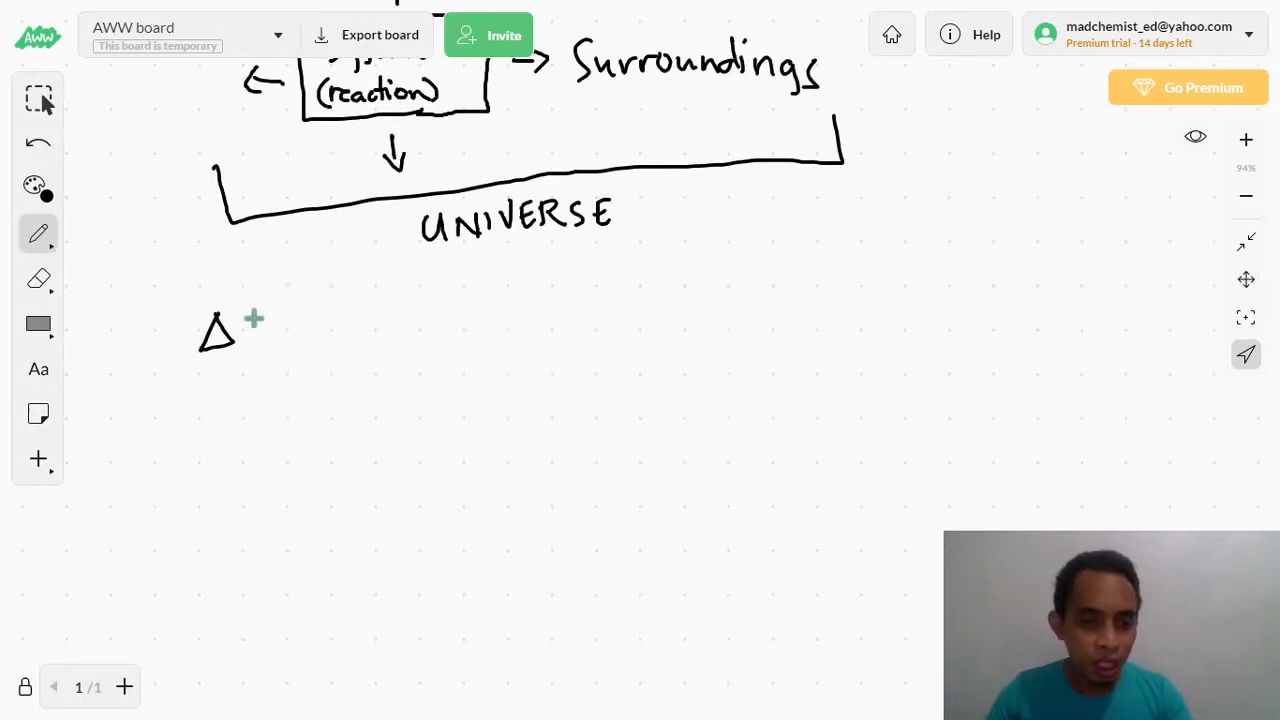 AWW
AWW board
This board is temporary
Export board
Invite
Help
madchemist_ed@yahoo.com
Premium trial - 14 days left
Go Premium
→ Surroundings
← (reaction)
↓
UNIVERSE
Δ
94%
Aa
1 / 1